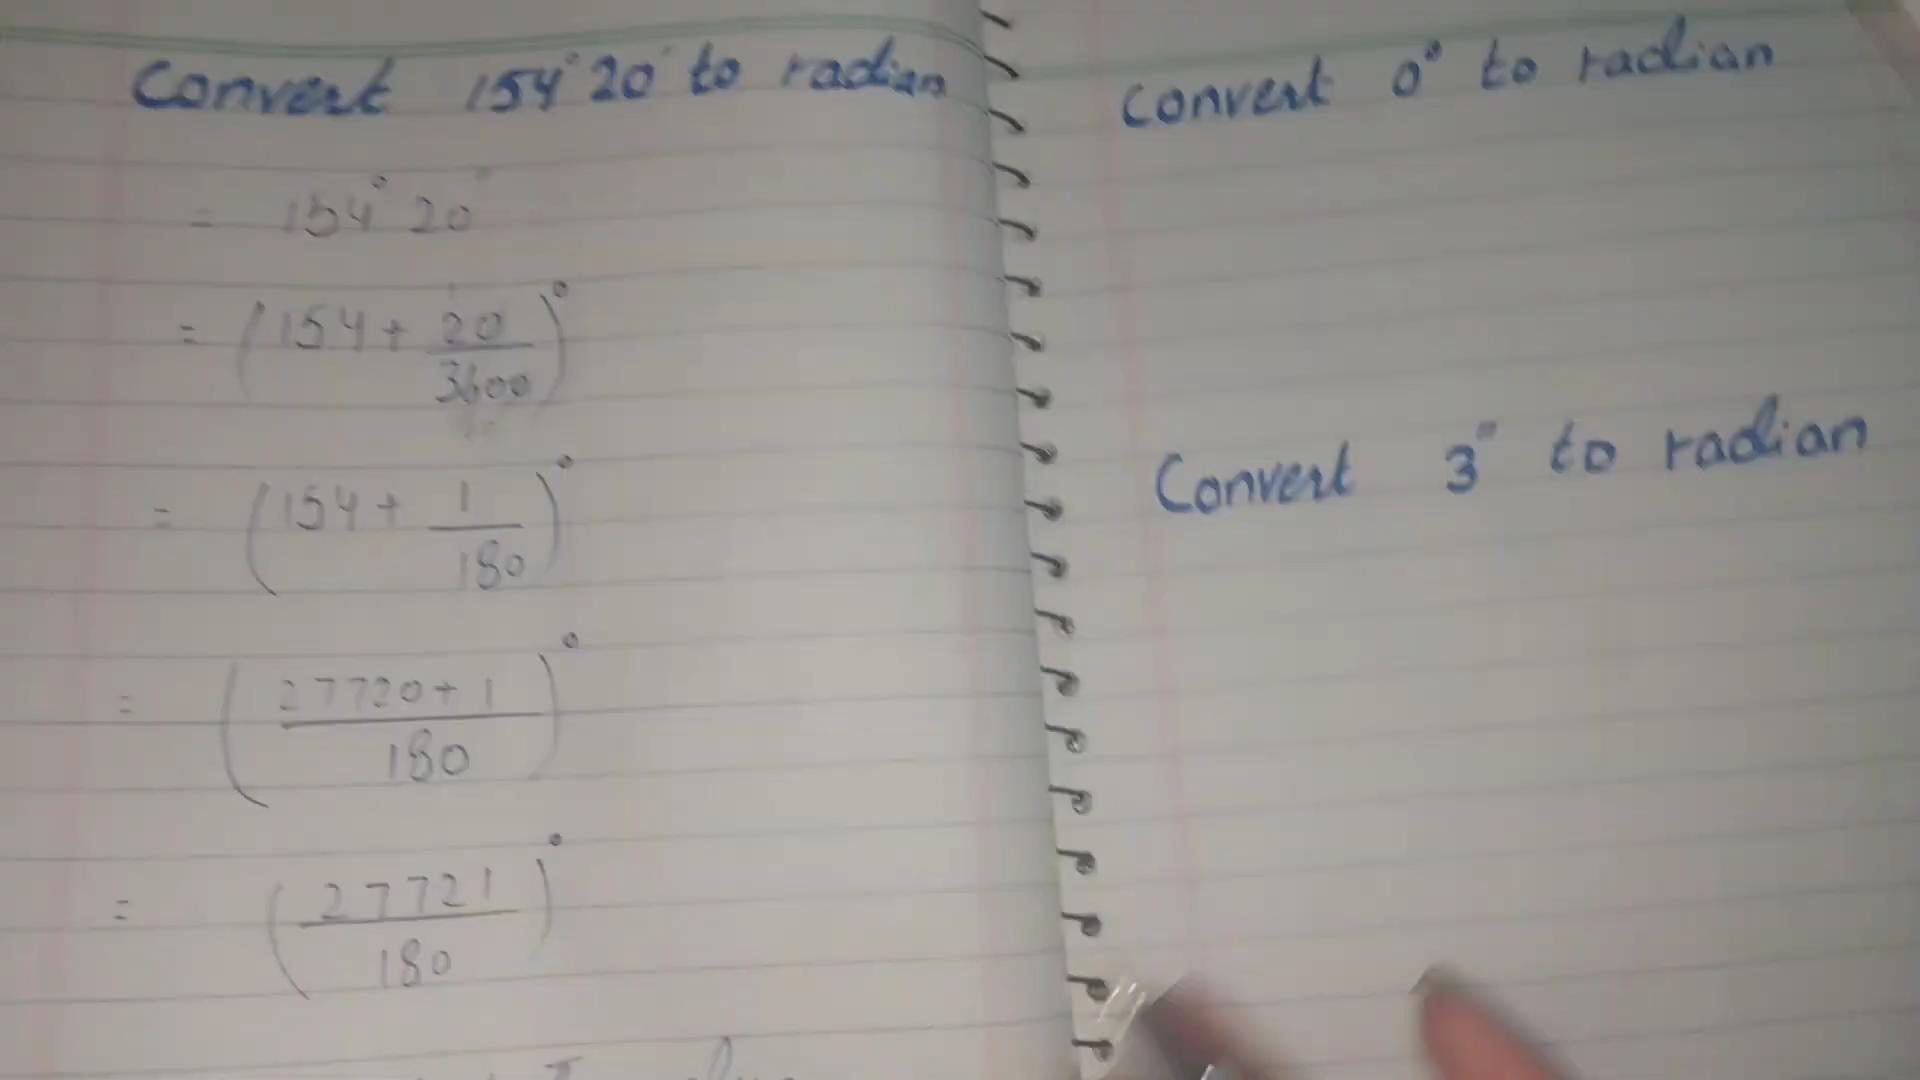 Convert 154° 20" to radian
= 154° 20"
= (154 + 20/3600)°
= (154 + 1/180)°
= (27720 + 1/180)°
= (27721/180)°
Convert 0° to radian
Convert 3" to radian